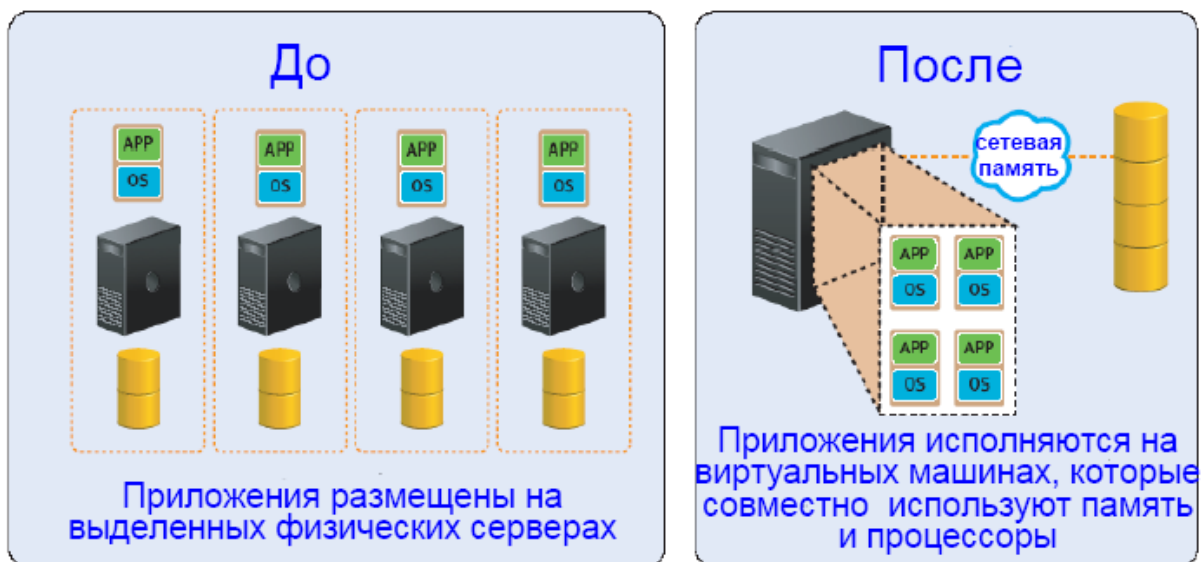 До
APP
OS
APP
OS
APP
OS
APP
OS
Приложения размещены на
выделенных физических серверах
После
сетевая
память
APP
OS
APP
OS
APP
OS
APP
OS
Приложения исполняются на
виртуальных машинах, которые
совместно используют память
и процессоры